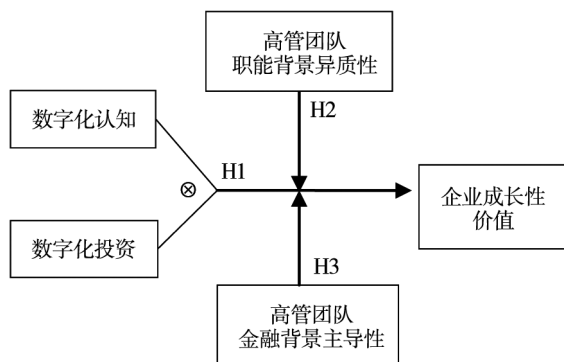 高管团队
职能背景异质性
H2
数字化认知
H1
⊗
企业成长性
价值
数字化投资
H3
高管团队
金融背景主导性